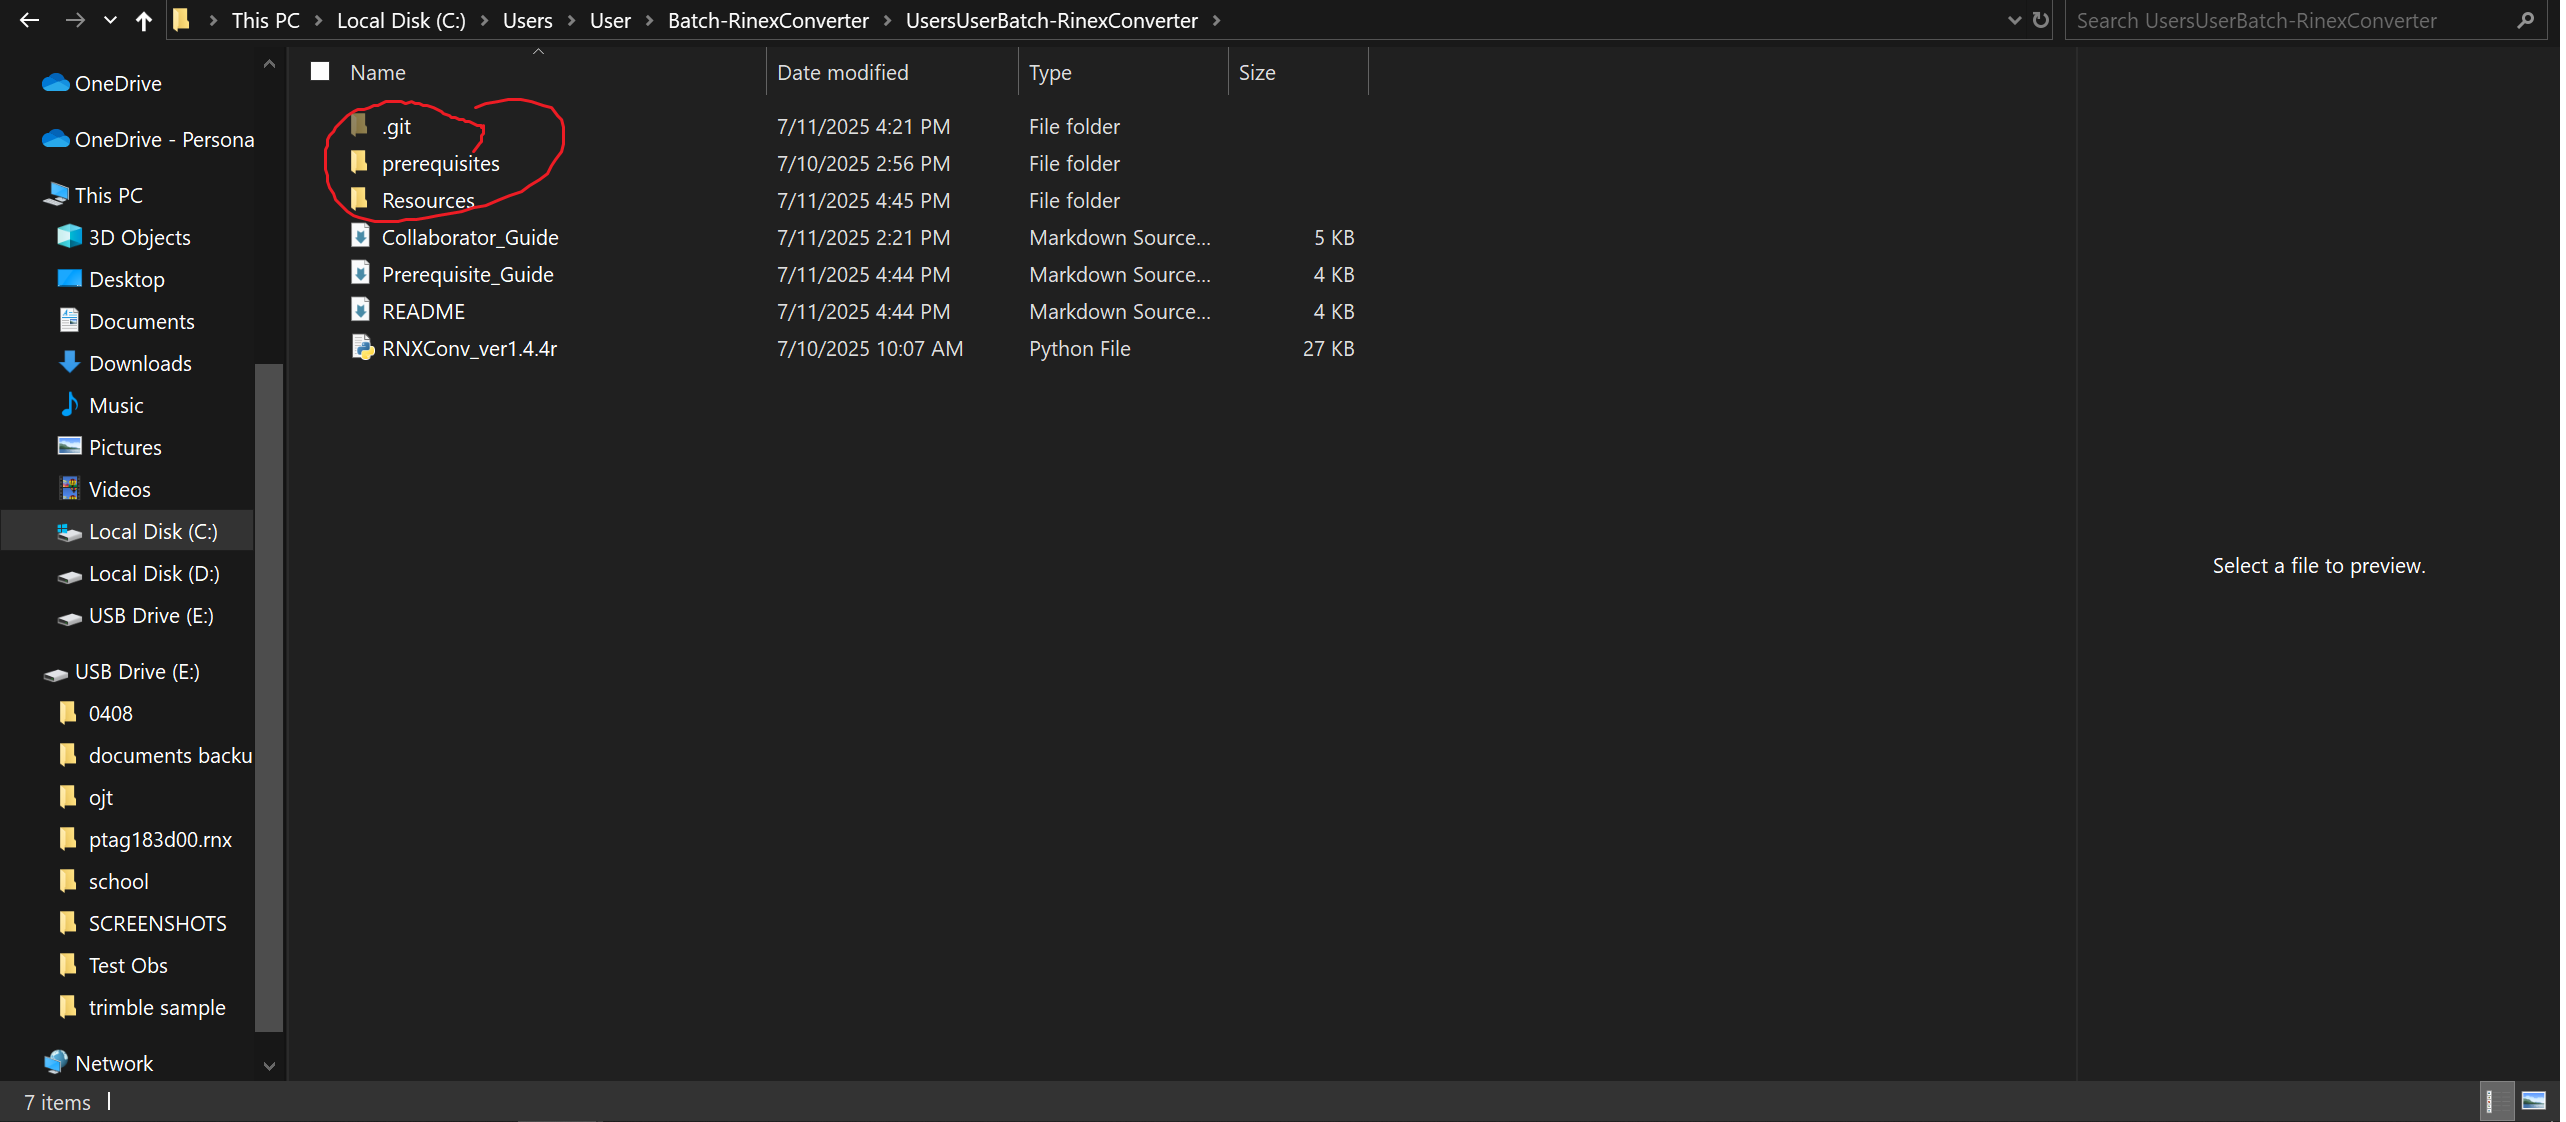 This PC > Local Disk (C:) > Users > User > Batch-RinexConverter > UsersUserBatch-RinexConverter >
Search UsersUserBatch-RinexConverter
OneDrive
OneDrive - Persona
This PC
3D Objects
Desktop
Documents
Downloads
Music
Pictures
Videos
Local Disk (C:)
Local Disk (D:)
USB Drive (E:)
USB Drive (E:)
0408
documents backu
ojt
ptag183d00.rnx
school
SCREENSHOTS
Test Obs
trimble sample
Network
Name Date modified Type Size
.git 7/11/2025 4:21 PM File folder
prerequisites 7/10/2025 2:56 PM File folder
Resources 7/11/2025 4:45 PM File folder
Collaborator_Guide 7/11/2025 2:21 PM Markdown Source... 5 KB
Prerequisite_Guide 7/11/2025 4:44 PM Markdown Source... 4 KB
README 7/11/2025 4:44 PM Markdown Source... 4 KB
RNXConv_ver1.4.4r 7/10/2025 10:07 AM Python File 27 KB
Select a file to preview.
7 items